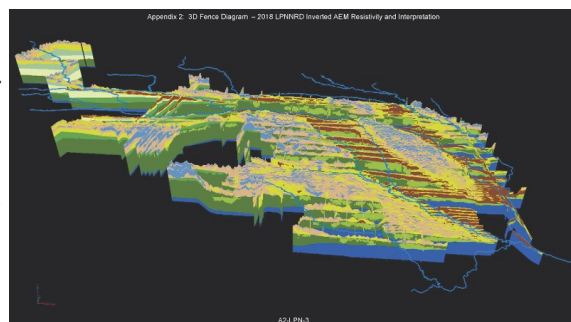 Appendix 2: 3D Fence Diagram – 2018 LPNNRD Inverted AEM Resistivity and Interpretation
A2-LPN-3